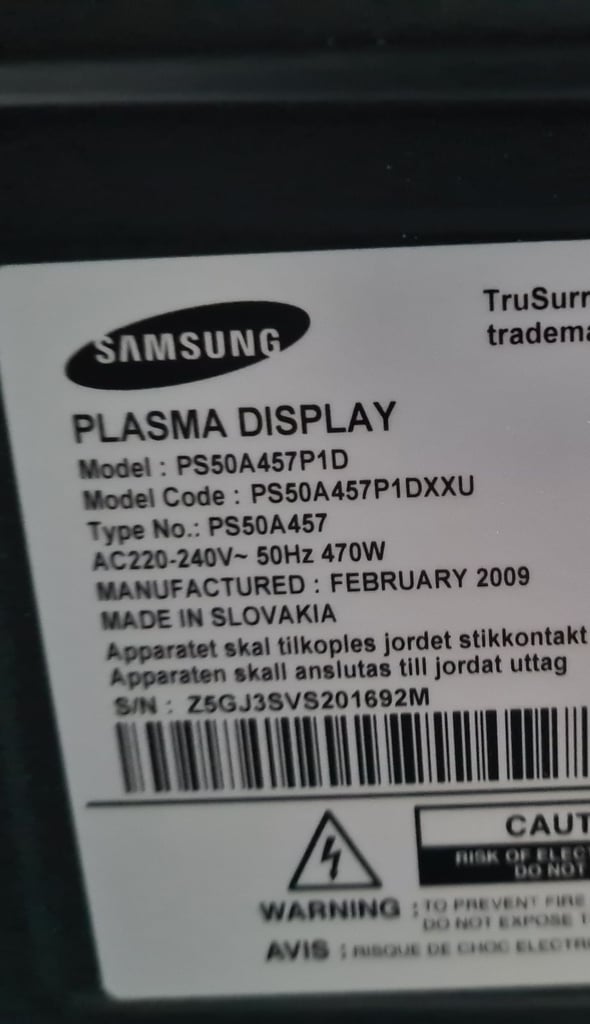 SAMSUNG
TruSurr
tradema
PLASMA DISPLAY
Model : PS50A457P1D
Model Code : PS50A457P1DXXU
Type No.: PS50A457
AC220-240V~ 50Hz 470W
MANUFACTURED : FEBRUARY 2009
MADE IN SLOVAKIA
Apparatet skal tilkoples jordet stikkontakt
Apparaten skall anslutas till jordat uttag
S/N : Z5GJ3SVS201692M
CAUT
RISK OF ELEC
DO NOT
WARNING : TO PREVENT FIRE
DO NOT EXPOSE T
AVIS : RISQUE DE CHOC ELECTRI